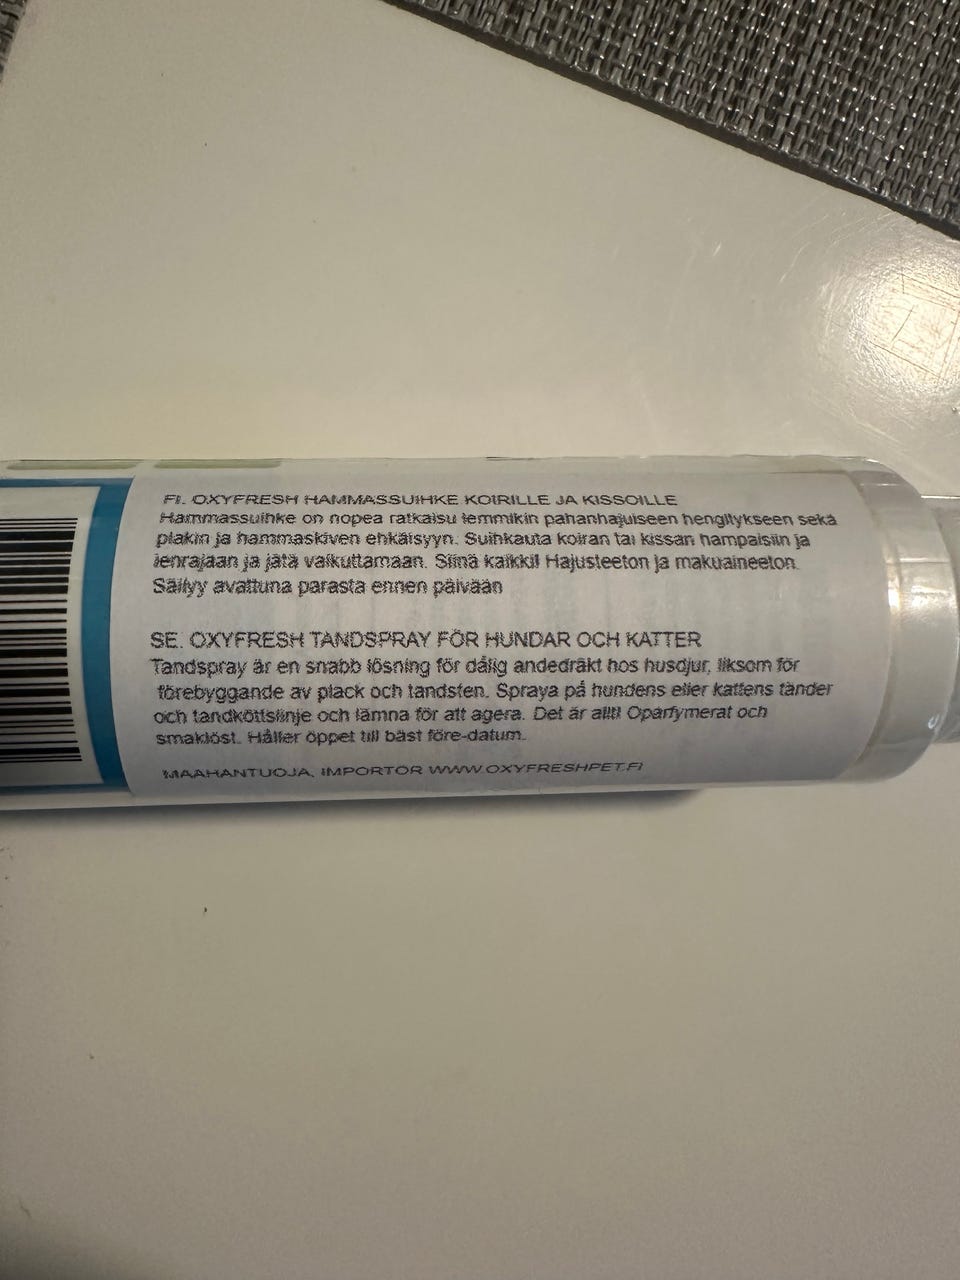 FI. OXYFRESH HAMMASSUIHKE KOIRILLE JA KISSOILLE
Hammassuihke on nopea ratkaisu lemmikin pahanhajuiseen hengitykseen sekä
plakin ja hammaskiven ehkäisyyn. Suihkauta koiran tai kissan hampaisiin ja
ienrajaan ja jätä vaikuttamaan. Siinä kaikki! Hajusteeton ja makuaineeton.
Säilyy avattuna parasta ennen päivään
SE. OXYFRESH TANDSPRAY FÖR HUNDAR OCH KATTER
Tandspray är en snabb lösning för dålig andedräkt hos husdjur, liksom för
förebyggande av plack och tandsten. Spraya på hundens eller kattens tänder
och tandköttslinje och lämna för att agera. Det är allt! Oparfymerat och
smaklöst. Håller öppet till bäst före-datum.
MAAHANTUOJA, IMPORTÖR WWW.OXYFRESHPET.FI